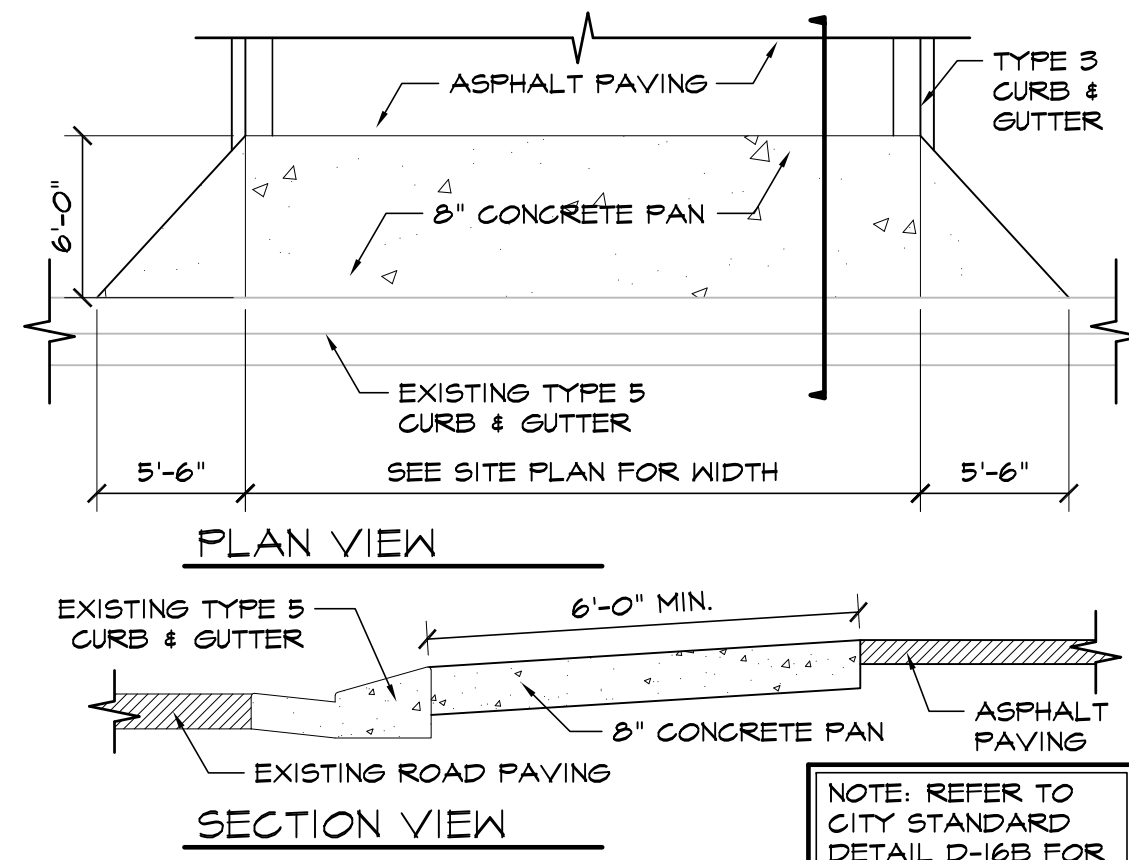 ASPHALT PAVING
TYPE 3
CURB &
GUTTER
6'-0"
8" CONCRETE PAN
EXISTING TYPE 5
CURB & GUTTER
5'-6"
SEE SITE PLAN FOR WIDTH
5'-6"
PLAN VIEW
EXISTING TYPE 5
CURB & GUTTER
6'-0" MIN.
8" CONCRETE PAN
ASPHALT
PAVING
EXISTING ROAD PAVING
SECTION VIEW
NOTE: REFER TO
CITY STANDARD
DETAIL D-16B FOR